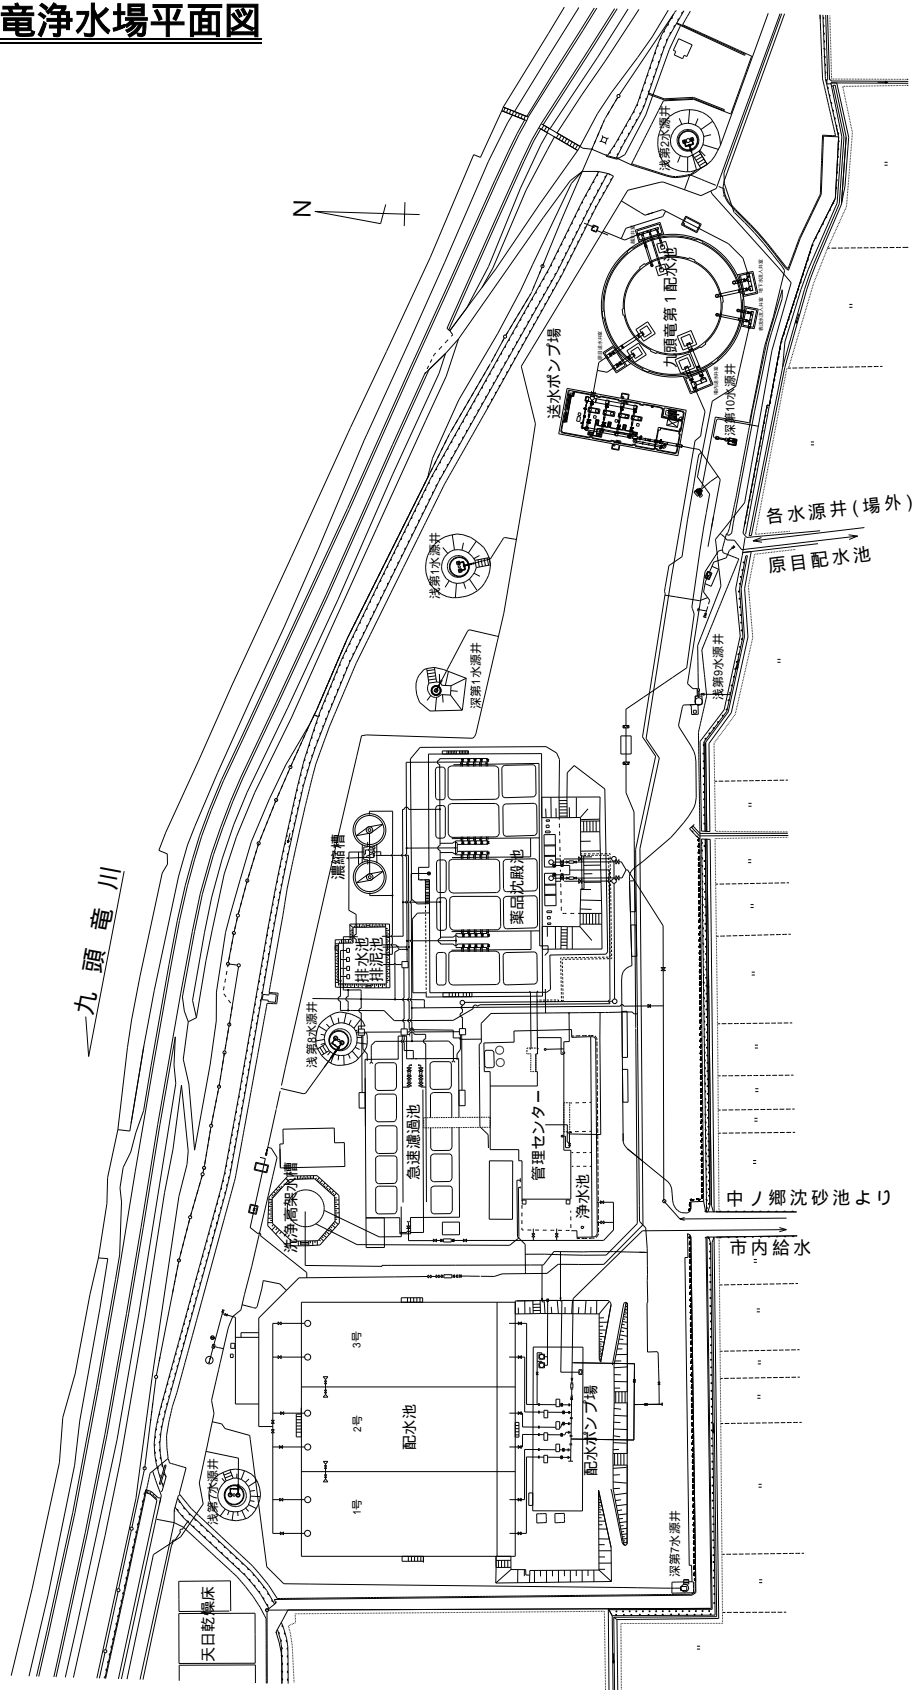 竜浄水場平面図
浅第2水源井
N
九頭竜第1配水池
送水ポンプ場
深第10水源井
各水源井(場外)
原目配水池
浅第1水源井
深第1水源井
浅第9水源井
濃縮槽
薬品沈殿池
九頭竜川
排水池
排泥池
浅第8水源井
急速濾過池
管理センター
浄水池
洗浄高架水槽
中ノ郷沈砂池より
市内給水
3号
2号
1号
配水池
配水ポンプ場
浅第7水源井
深第7水源井
天日乾燥床